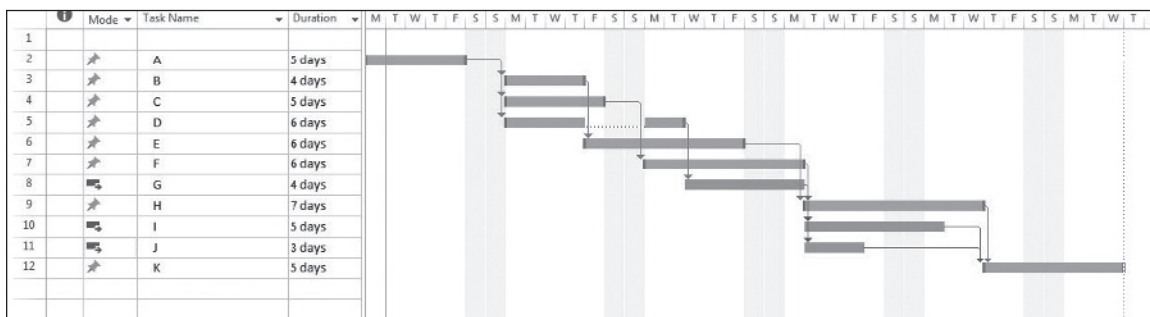 Mode Task Name Duration M T W T F S S M T W T F S S M T W T F S S M T W T F S S M T W T F S S M T W T
1
2 A 5 days
3 B 4 days
4 C 5 days
5 D 6 days
6 E 6 days
7 F 6 days
8 G 4 days
9 H 7 days
10 I 5 days
11 J 3 days
12 K 5 days